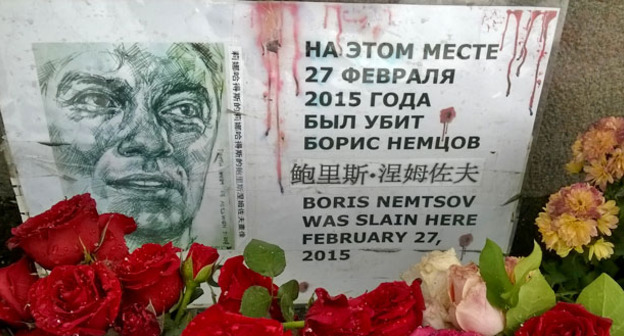 НА ЭТОМ МЕСТЕ
27 ФЕВРАЛЯ
2015 ГОДА
БЫЛ УБИТ
БОРИС НЕМЦОВ
鲍里斯·涅姆佐夫
BORIS NEMTSOV
WAS SLAIN HERE
FEBRUARY 27,
2015